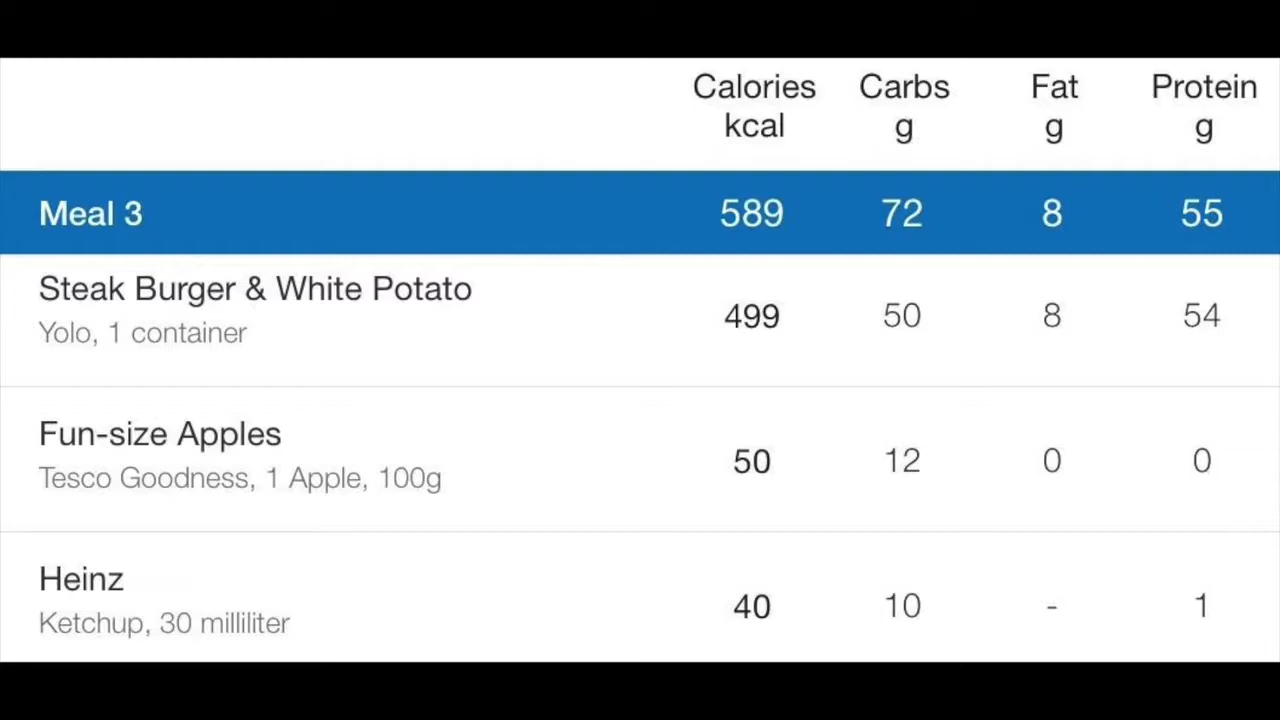 Calories Carbs Fat Protein
kcal g g g
Meal 3 589 72 8 55
Steak Burger & White Potato
Yolo, 1 container
499 50 8 54
Fun-size Apples
Tesco Goodness, 1 Apple, 100g
50 12 0 0
Heinz
Ketchup, 30 milliliter
40 10 - 1